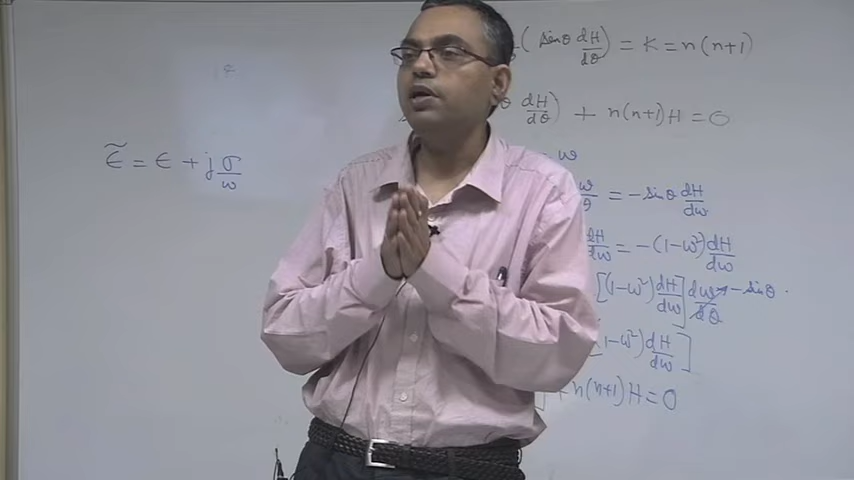 ε̃ = ε + j σ/ω
( sinθ dH/dθ ) = K = n(n+1)
dH/dθ ) + n(n+1)H = 0
ω
= -sinθ dH/dω
dH/dω = -(1-ω²) dH/dω
[(1-ω²) dH/dω] dω/dθ -sinθ.
1-ω²) dH/dω ]
+ n(n+1)H = 0